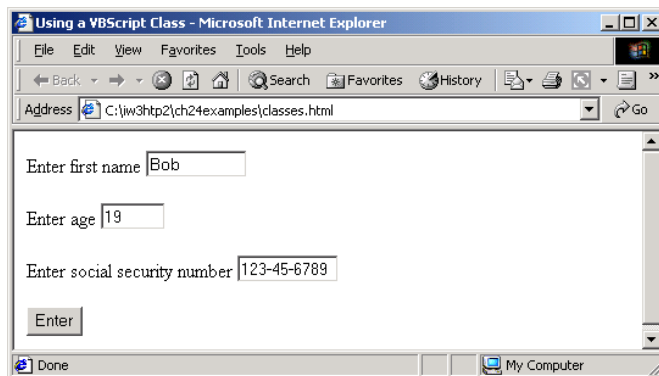 Using a VBScript Class - Microsoft Internet Explorer
File Edit View Favorites Tools Help
Back Search Favorites History »
Address C:\iw3htp2\ch24examples\classes.html Go
Enter first name Bob
Enter age 19
Enter social security number 123-45-6789
Enter
Done My Computer